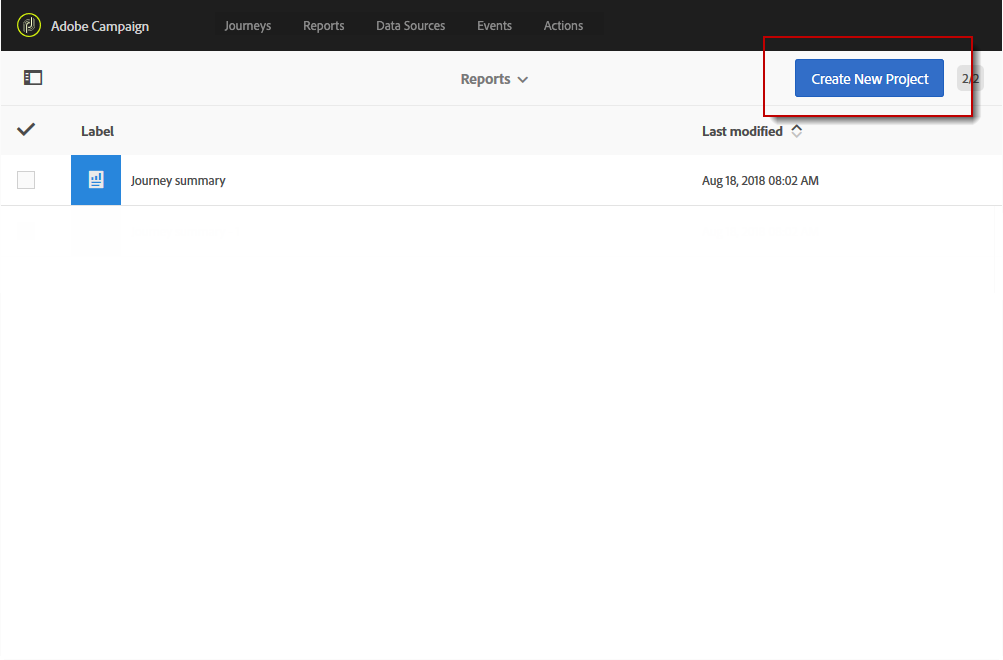 Adobe Campaign Journeys Reports Data Sources Events Actions
Reports Create New Project 2/2
Label Last modified
Journey summary Aug 18, 2018 08:02 AM